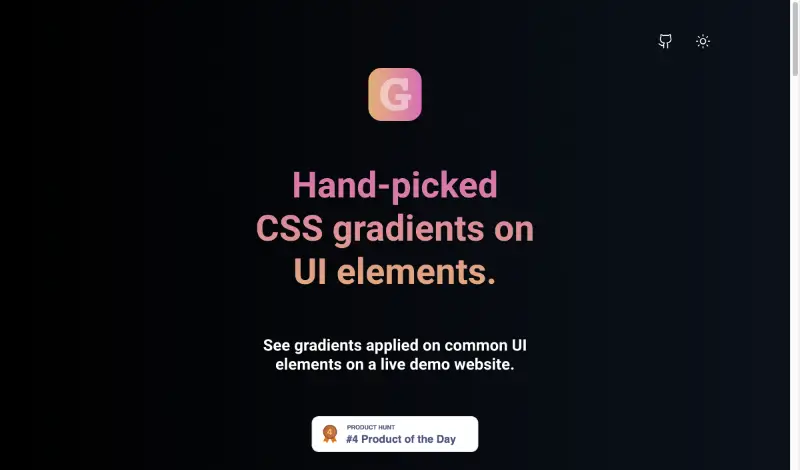 G
Hand-picked
CSS gradients on
UI elements.
See gradients applied on common UI
elements on a live demo website.
4
PRODUCT HUNT
#4 Product of the Day